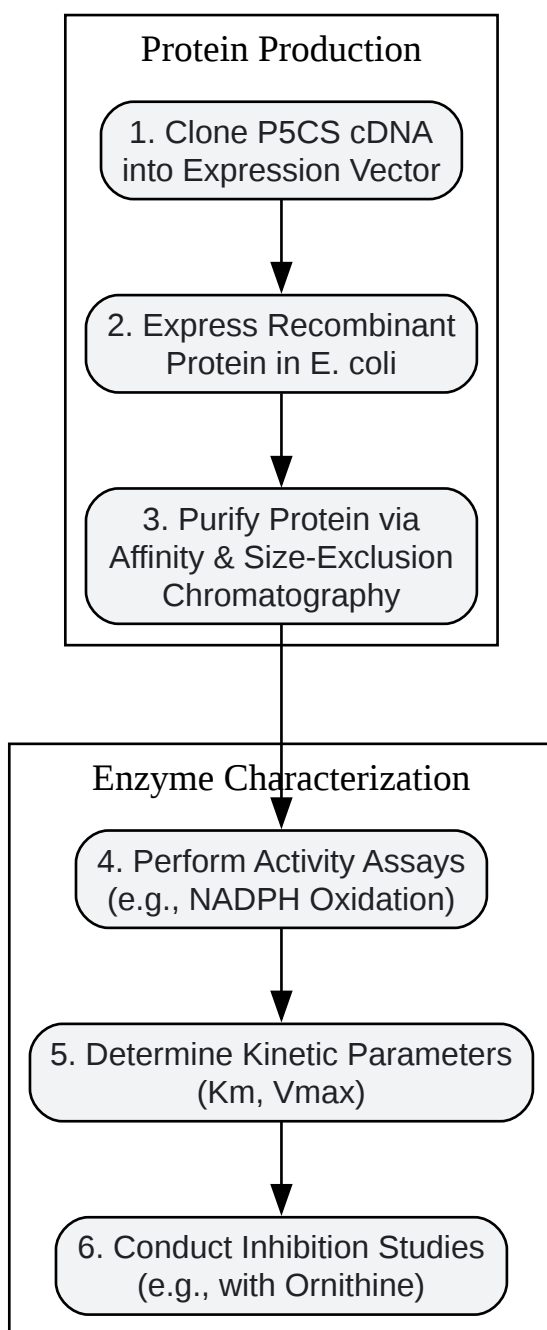 Protein Production
1. Clone P5CS cDNA
into Expression Vector
2. Express Recombinant
Protein in E. coli
3. Purify Protein via
Affinity & Size-Exclusion
Chromatography
Enzyme Characterization
4. Perform Activity Assays
(e.g., NADPH Oxidation)
5. Determine Kinetic Parameters
(Km, Vmax)
6. Conduct Inhibition Studies
(e.g., with Ornithine)